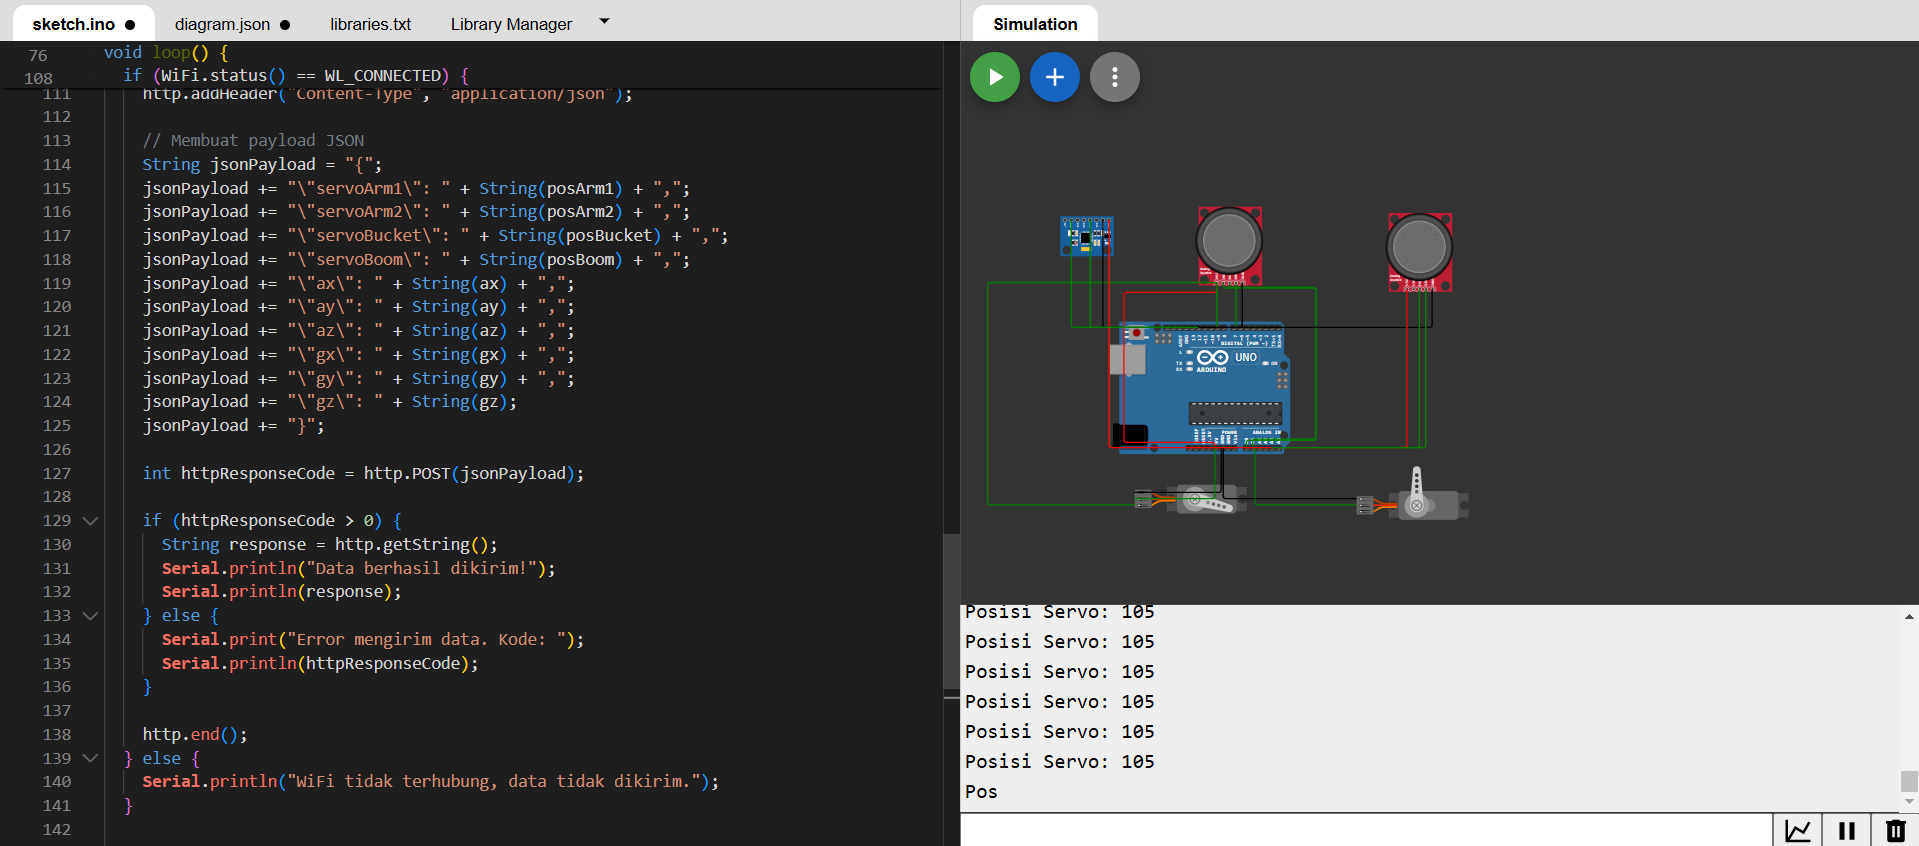 sketch.ino ●
diagram.json ●
libraries.txt
Library Manager
76 void loop() {
108 if (WiFi.status() == WL_CONNECTED) {
111 http.addHeader("Content-Type", "application/json");
112
113 // Membuat payload JSON
114 String jsonPayload = "{";
115 jsonPayload += "\"servoArm1\": " + String(posArm1) + ",";
116 jsonPayload += "\"servoArm2\": " + String(posArm2) + ",";
117 jsonPayload += "\"servoBucket\": " + String(posBucket) + ",";
118 jsonPayload += "\"servoBoom\": " + String(posBoom) + ",";
119 jsonPayload += "\"ax\": " + String(ax) + ",";
120 jsonPayload += "\"ay\": " + String(ay) + ",";
121 jsonPayload += "\"az\": " + String(az) + ",";
122 jsonPayload += "\"gx\": " + String(gx) + ",";
123 jsonPayload += "\"gy\": " + String(gy) + ",";
124 jsonPayload += "\"gz\": " + String(gz);
125 jsonPayload += "}";
126
127 int httpResponseCode = http.POST(jsonPayload);
128
129 if (httpResponseCode > 0) {
130 String response = http.getString();
131 Serial.println("Data berhasil dikirim!");
132 Serial.println(response);
133 } else {
134 Serial.print("Error mengirim data. Kode: ");
135 Serial.println(httpResponseCode);
136 }
137
138 http.end();
139 } else {
140 Serial.println("WiFi tidak terhubung, data tidak dikirim.");
141 }
142
Simulation
DIGITAL (PWM ~)
L
TX
RX
UNO
ON
ARDUINO
POWER
ANALOG IN
Posisi Servo: 105
Posisi Servo: 105
Posisi Servo: 105
Posisi Servo: 105
Posisi Servo: 105
Posisi Servo: 105
Pos